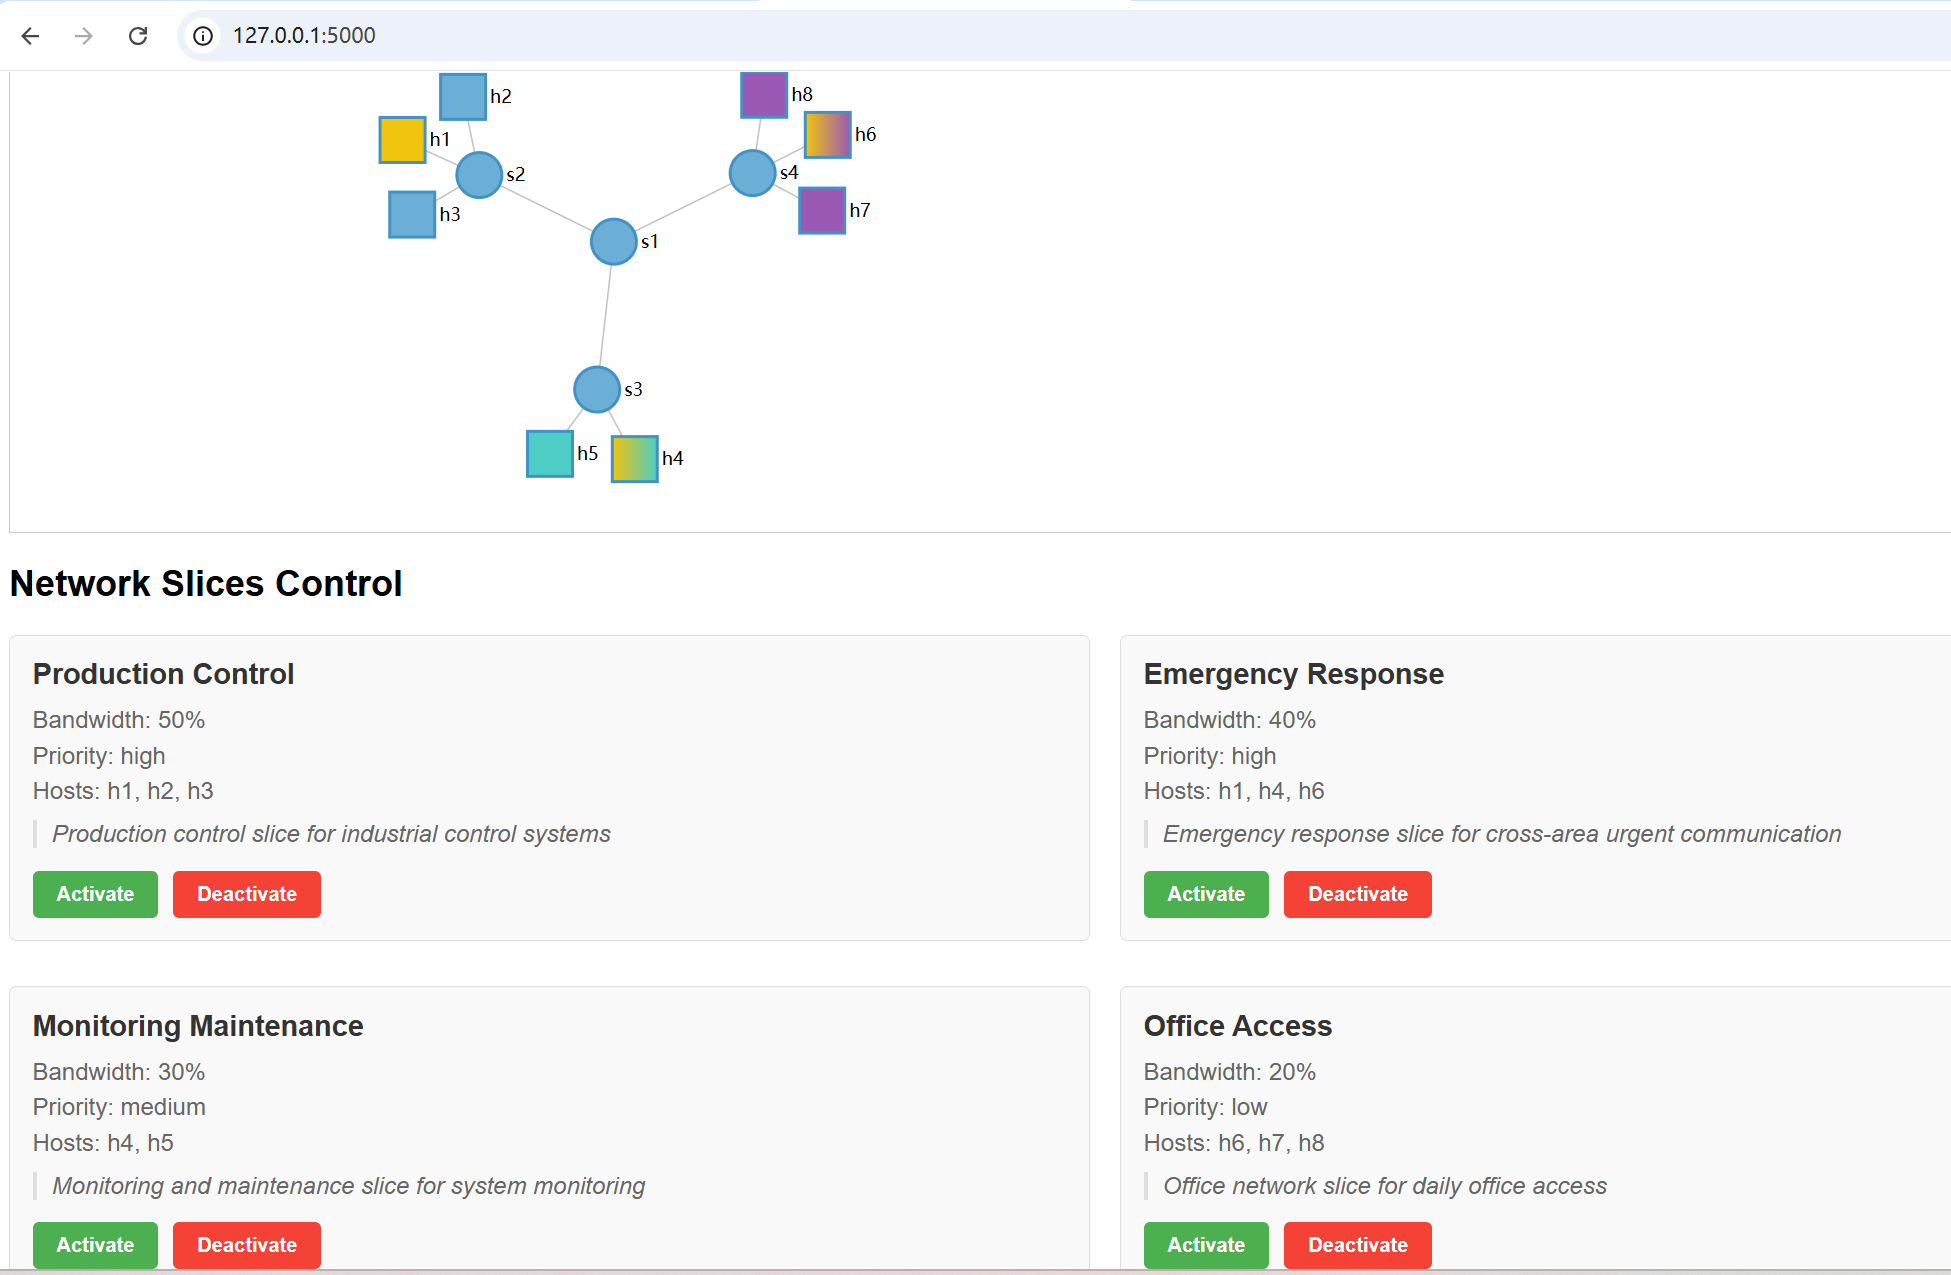 127.0.0.1:5000
h2
h8
h1
h6
s2
s4
h3
h7
s1
s3
h5
h4
Network Slices Control
Production Control
Bandwidth: 50%
Priority: high
Hosts: h1, h2, h3
Production control slice for industrial control systems
Activate
Deactivate
Emergency Response
Bandwidth: 40%
Priority: high
Hosts: h1, h4, h6
Emergency response slice for cross-area urgent communication
Activate
Deactivate
Monitoring Maintenance
Bandwidth: 30%
Priority: medium
Hosts: h4, h5
Monitoring and maintenance slice for system monitoring
Activate
Deactivate
Office Access
Bandwidth: 20%
Priority: low
Hosts: h6, h7, h8
Office network slice for daily office access
Activate
Deactivate